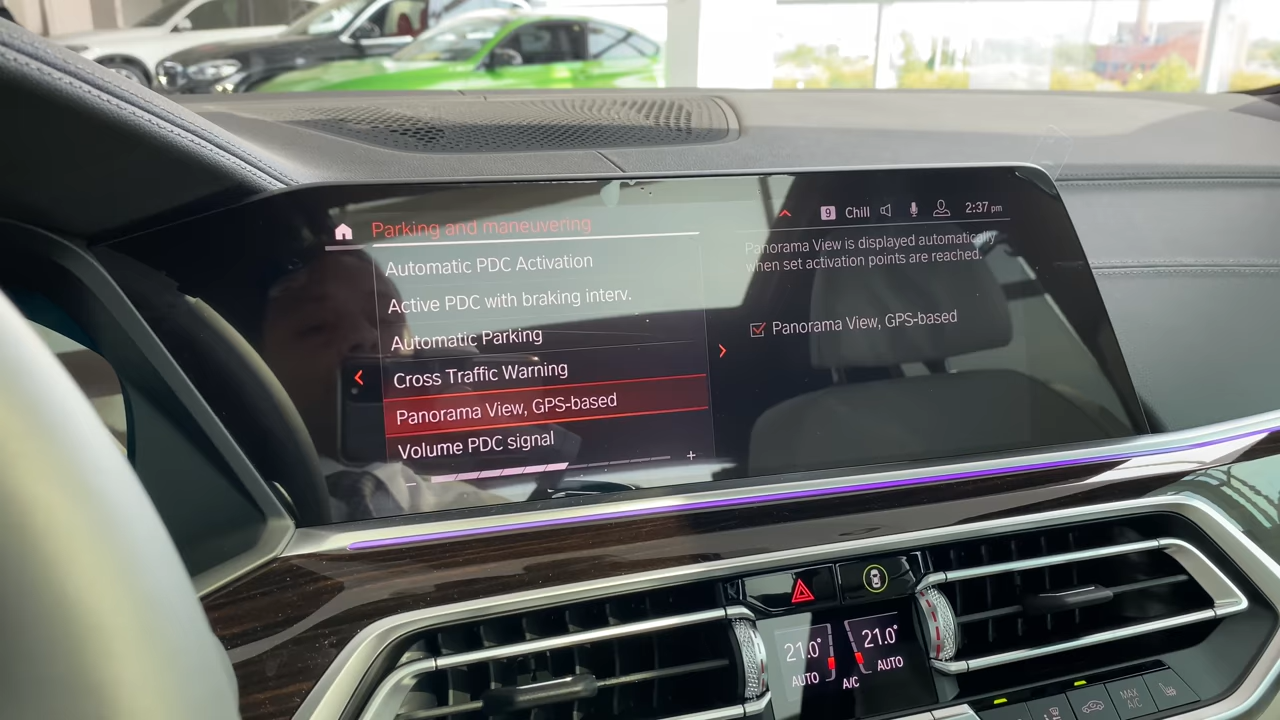 Parking and maneuvering
9 Chill 2:37 pm
Automatic PDC Activation
Active PDC with braking interv.
Automatic Parking
Cross Traffic Warning
Panorama View, GPS-based
Volume PDC signal
- +
Panorama View is displayed automatically
when set activation points are reached.
Panorama View, GPS-based
21.0° 21.0°
AUTO A/C AUTO
MAX
A/C